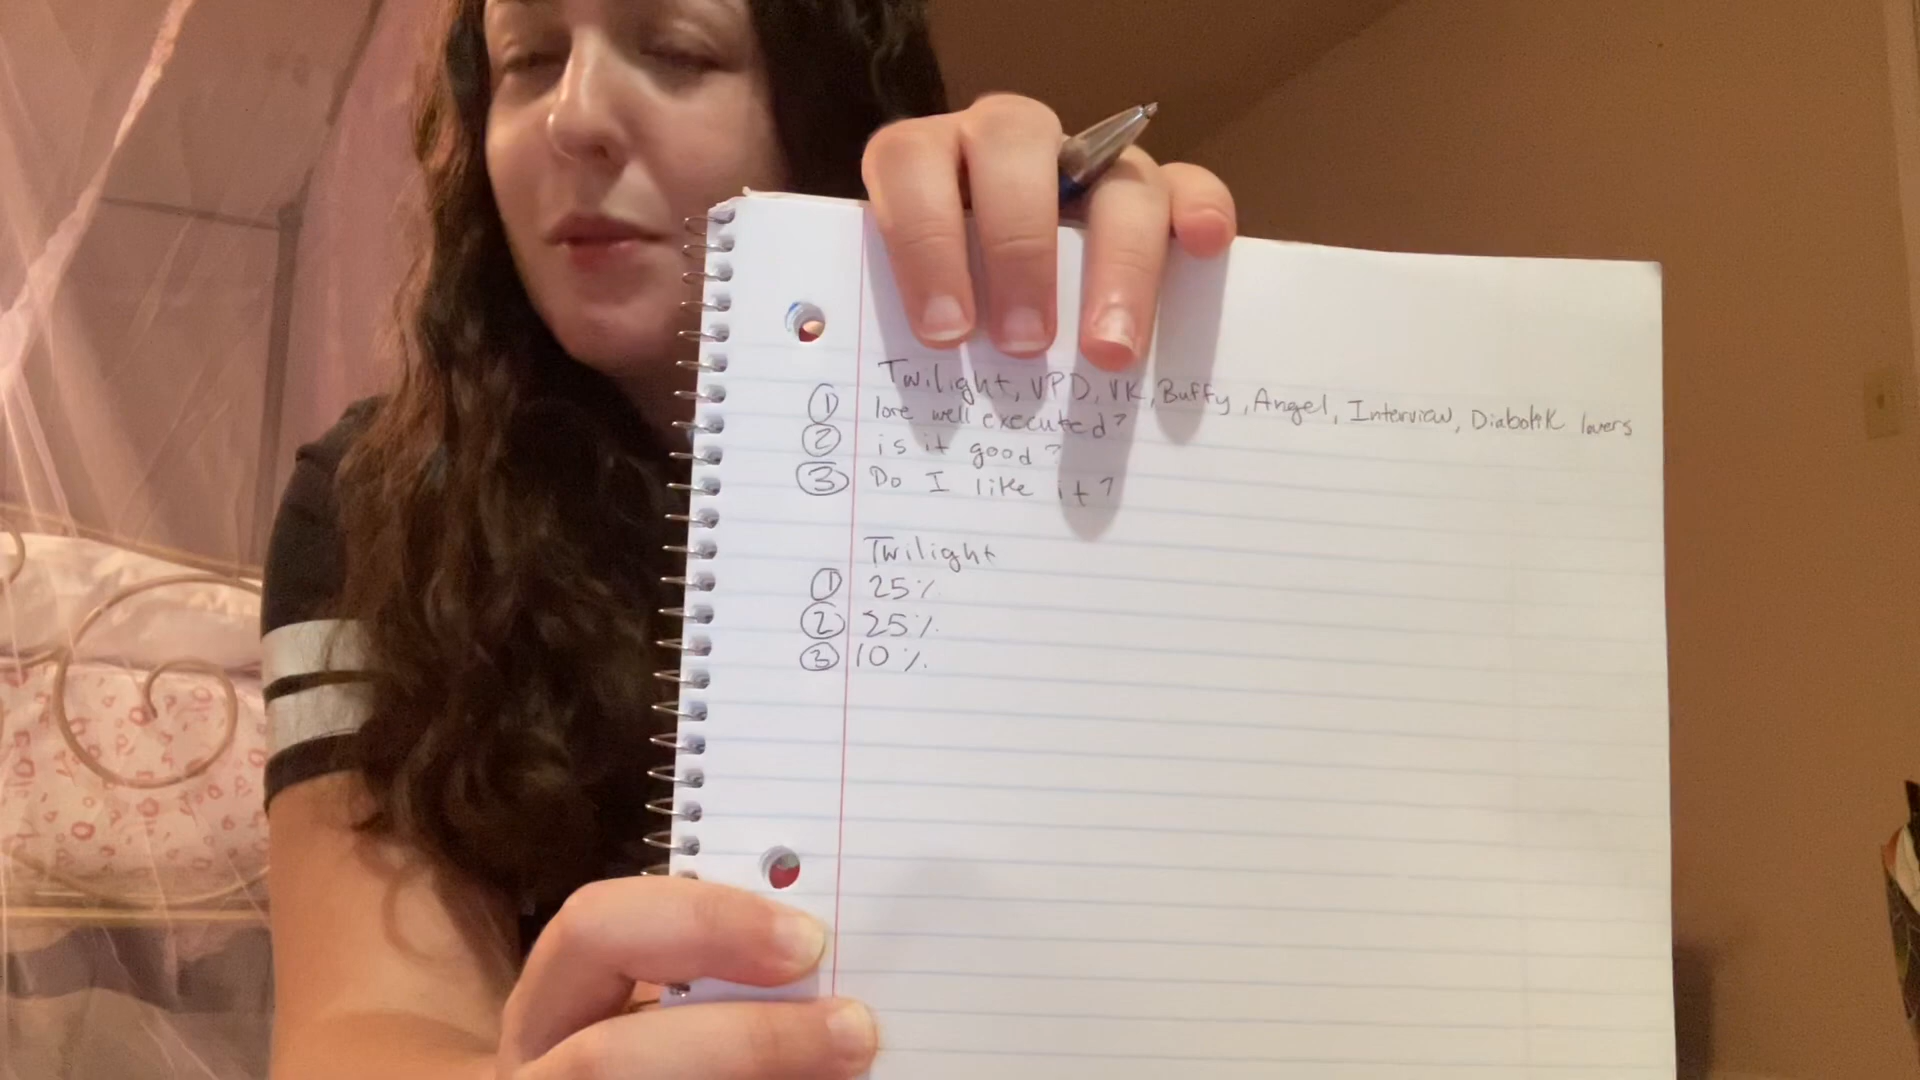 Twilight, VPD, VK, Buffy, Angel, Interview, Diabolik lovers
① lore well executed?
② is it good?
③ Do I like it?
Twilight
① 25%
② 25%
③ 10%